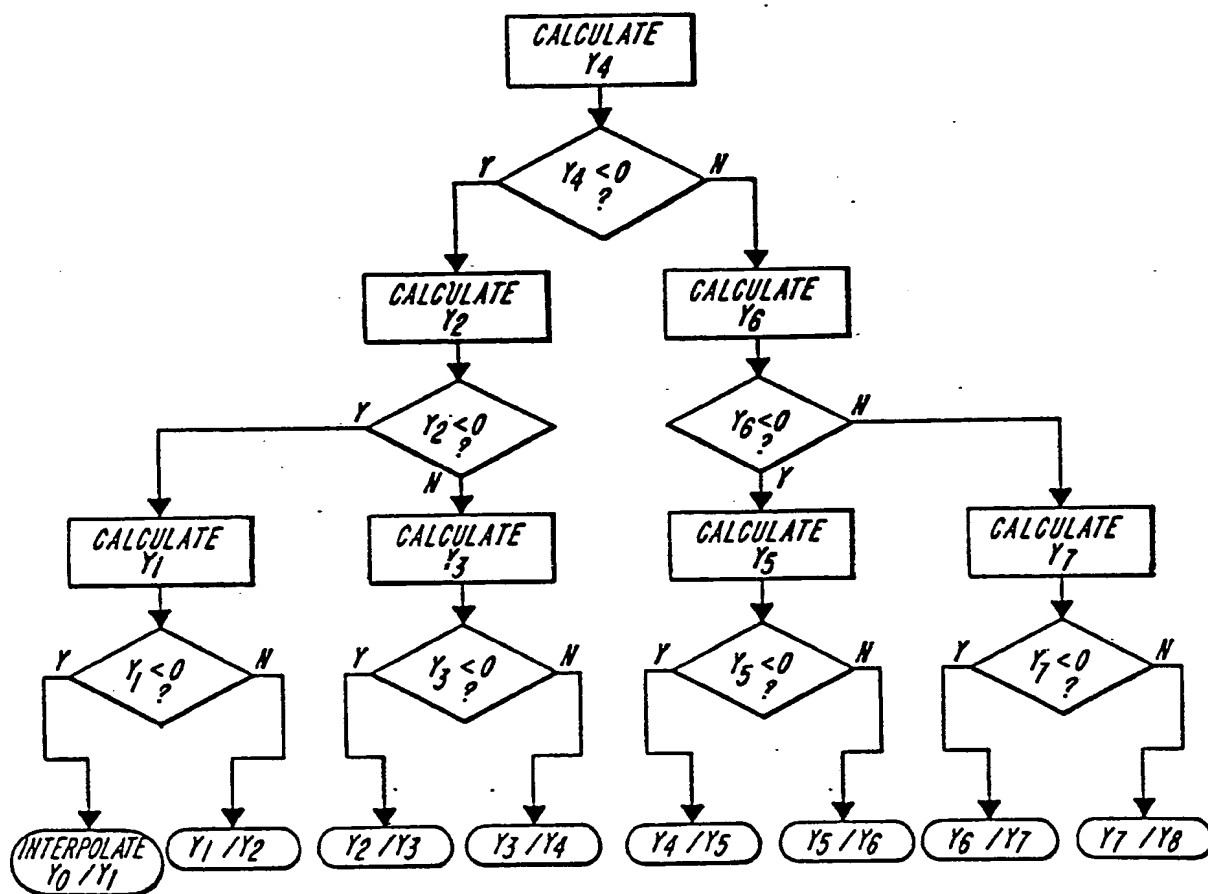 CALCULATE
Y4
Y
Y4 <0
?
N
CALCULATE
Y2
CALCULATE
Y6
Y
Y2<0
?
N
Y6<0
?
N
Y
CALCULATE
Y1
CALCULATE
Y3
CALCULATE
Y5
CALCULATE
Y7
Y
Y1 <0
?
N
Y
Y3 <0
?
N
Y
Y5<0
?
N
Y
Y7<0
?
N
INTERPOLATE
Y0 /Y1
Y1 /Y2
Y2 /Y3
Y3 /Y4
Y4 /Y5
Y5 /Y6
Y6 /Y7
Y7 /Y8